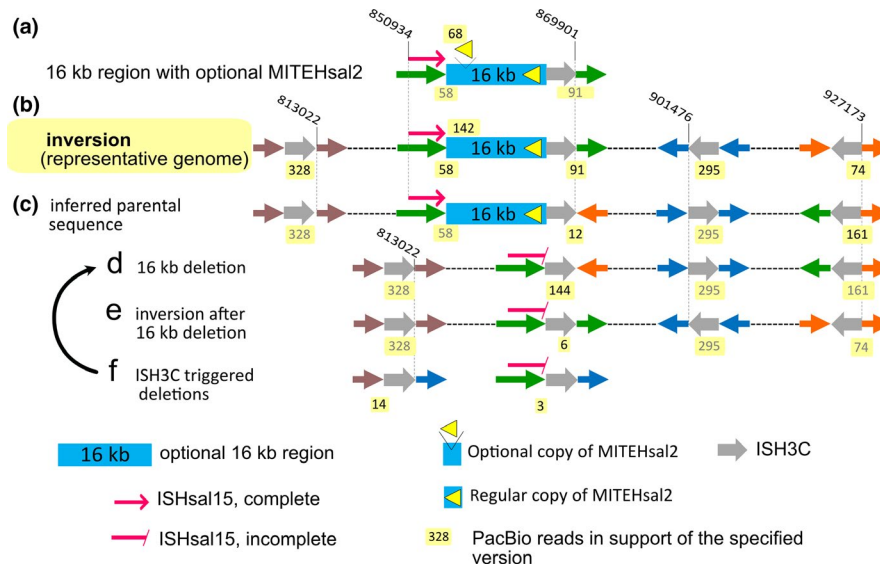 850934
869901
(a)
68
16 kb region with optional MITEHsal2
16 kb
58
91
(b)
813022
901476
927173
inversion
(representative genome)
142
16 kb
328
58
91
295
74
(c)
inferred parental
sequence
16 kb
328
58
12
295
161
813022
d 16 kb deletion
328
144
295
161
e inversion after
16 kb deletion
328
6
295
74
f ISH3C triggered
deletions
14
3
16 kb optional 16 kb region
Optional copy of MITEHsal2
ISH3C
ISHsal15, complete
Regular copy of MITEHsal2
ISHsal15, incomplete
328 PacBio reads in support of the specified
version